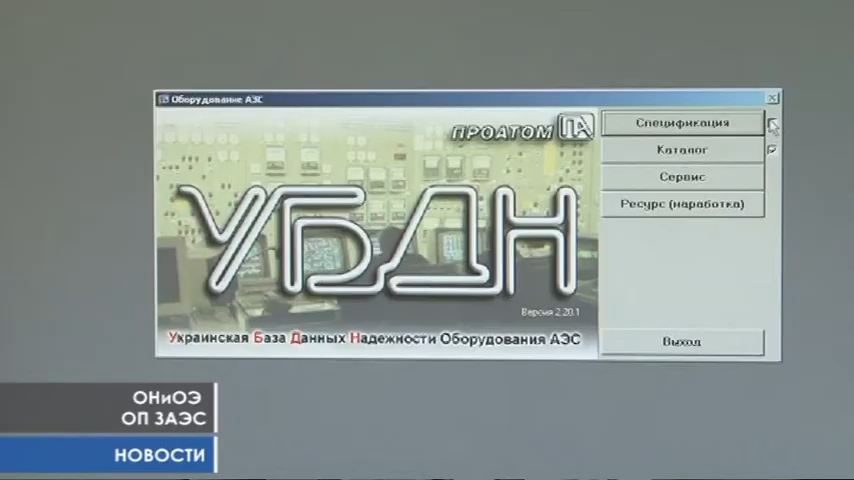 Оборудование АЭС
ПРОАТОМ ПА
УБДН
Версия 2.20.1
Украинская База Данных Надежности Оборудования АЭС
Спецификация
Каталог
Сервис
Ресурс (наработка)
Выход
ОНиОЭ
ОП ЗАЭС
НОВОСТИ